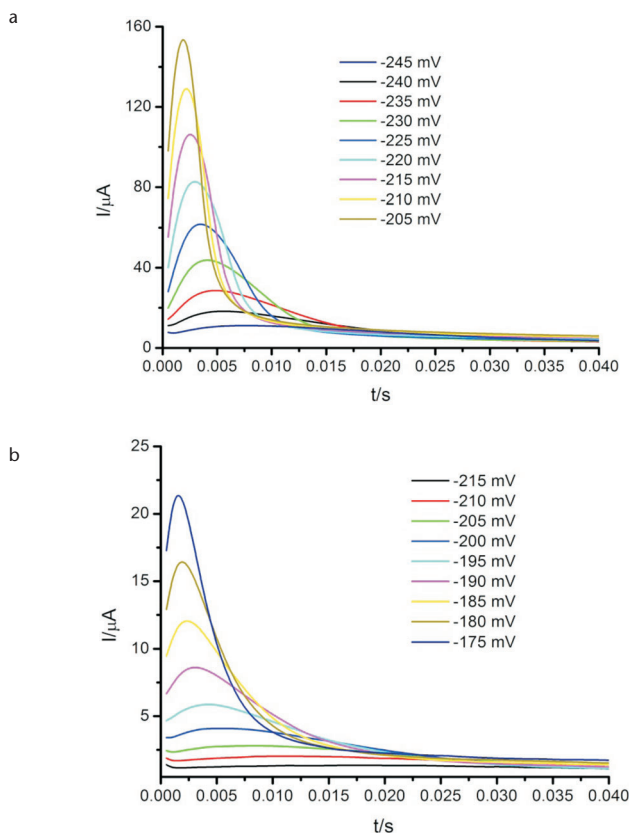 a
160
120
80
40
0
I/μA
-245 mV
-240 mV
-235 mV
-230 mV
-225 mV
-220 mV
-215 mV
-210 mV
-205 mV
0.000 0.005 0.010 0.015 0.020 0.025 0.030 0.035 0.040
t/s
b
25
20
15
10
5
I/μA
-215 mV
-210 mV
-205 mV
-200 mV
-195 mV
-190 mV
-185 mV
-180 mV
-175 mV
0.000 0.005 0.010 0.015 0.020 0.025 0.030 0.035 0.040
t/s